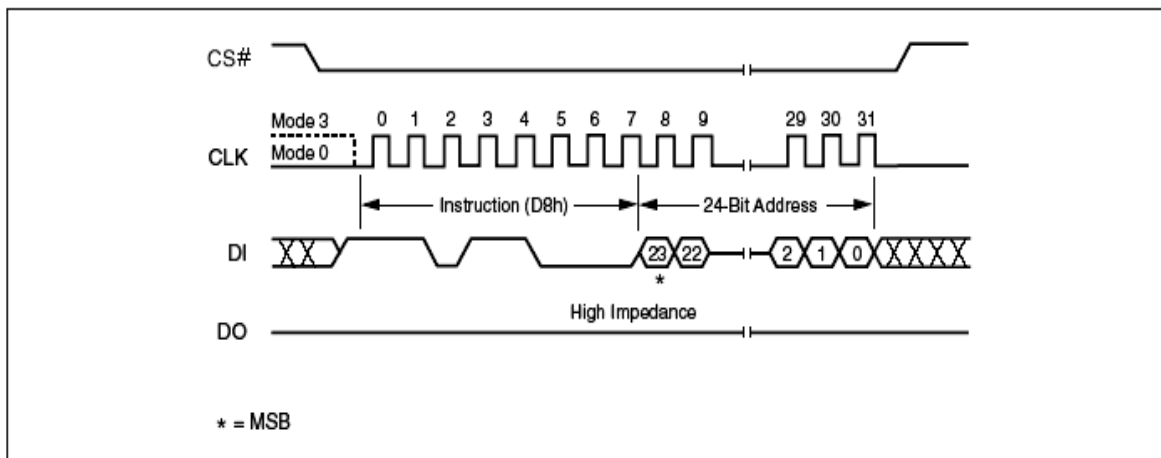 CS#
Mode 3 0 1 2 3 4 5 6 7 8 9 29 30 31
CLK Mode 0
Instruction (D8h) 24-Bit Address
DI 23 22 2 1 0
*
High Impedance
DO
* = MSB